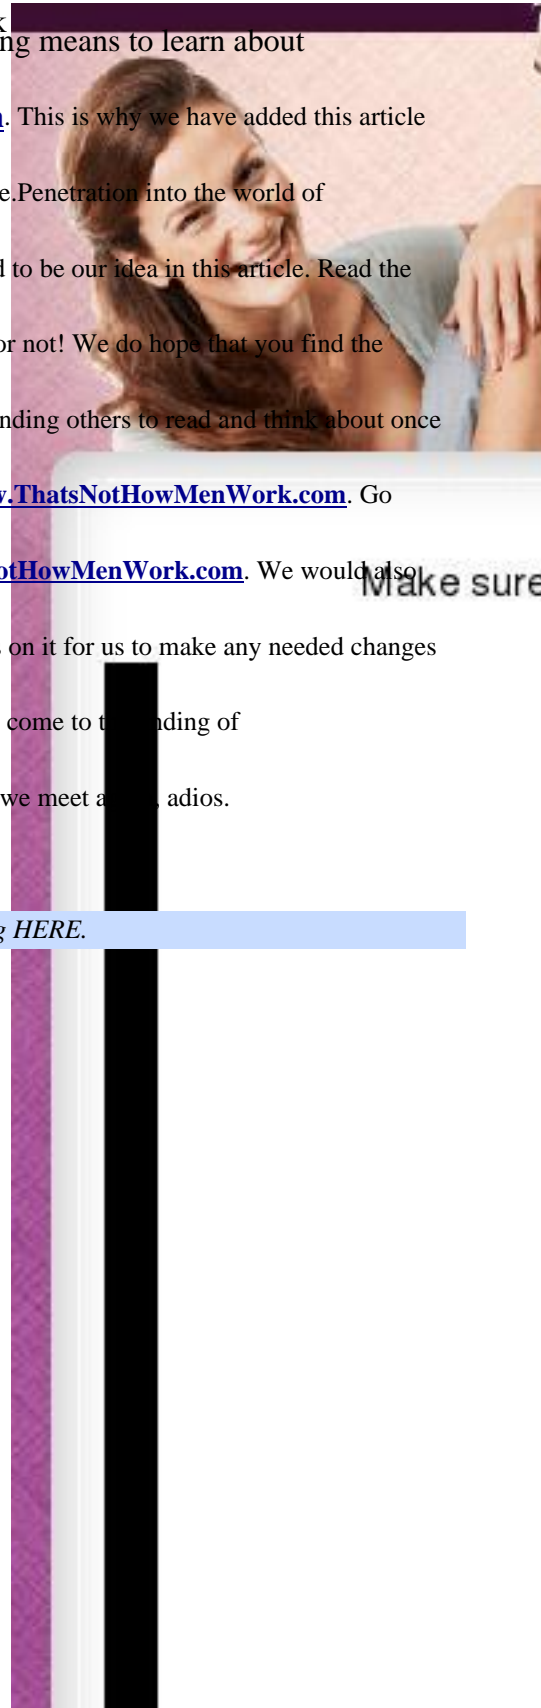 k
ng means to learn about
n. This is why we have added this article
e.Penetration into the world of
d to be our idea in this article. Read the
or not! We do hope that you find the
nding others to read and think about once
w.ThatsNotHowMenWork.com. Go
otHowMenWork.com. We would also
Make sure
s on it for us to make any needed changes
come to t nding of
we meet a , adios.
g HERE.